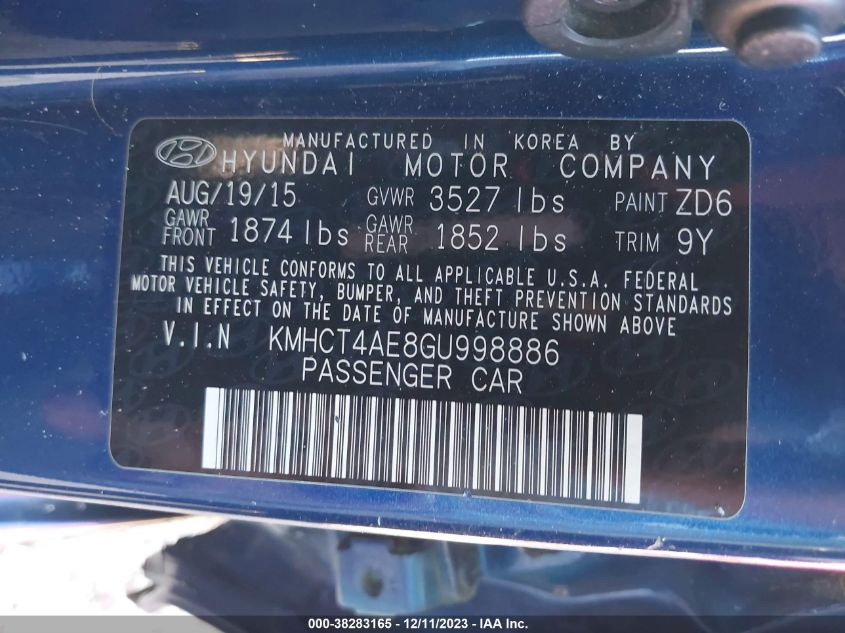 MANUFACTURED IN KOREA BY
HYUNDAI MOTOR COMPANY
AUG/19/15 GVWR 3527 lbs PAINT ZD6
GAWR FRONT 1874 lbs GAWR REAR 1852 lbs TRIM 9Y
THIS VEHICLE CONFORMS TO ALL APPLICABLE U.S.A. FEDERAL
MOTOR VEHICLE SAFETY, BUMPER, AND THEFT PREVENTION STANDARDS
IN EFFECT ON THE DATE OF MANUFACTURE SHOWN ABOVE
V.I.N KMHCT4AE8GU998886
PASSENGER CAR
000-38283165 - 12/11/2023 - IAA Inc.